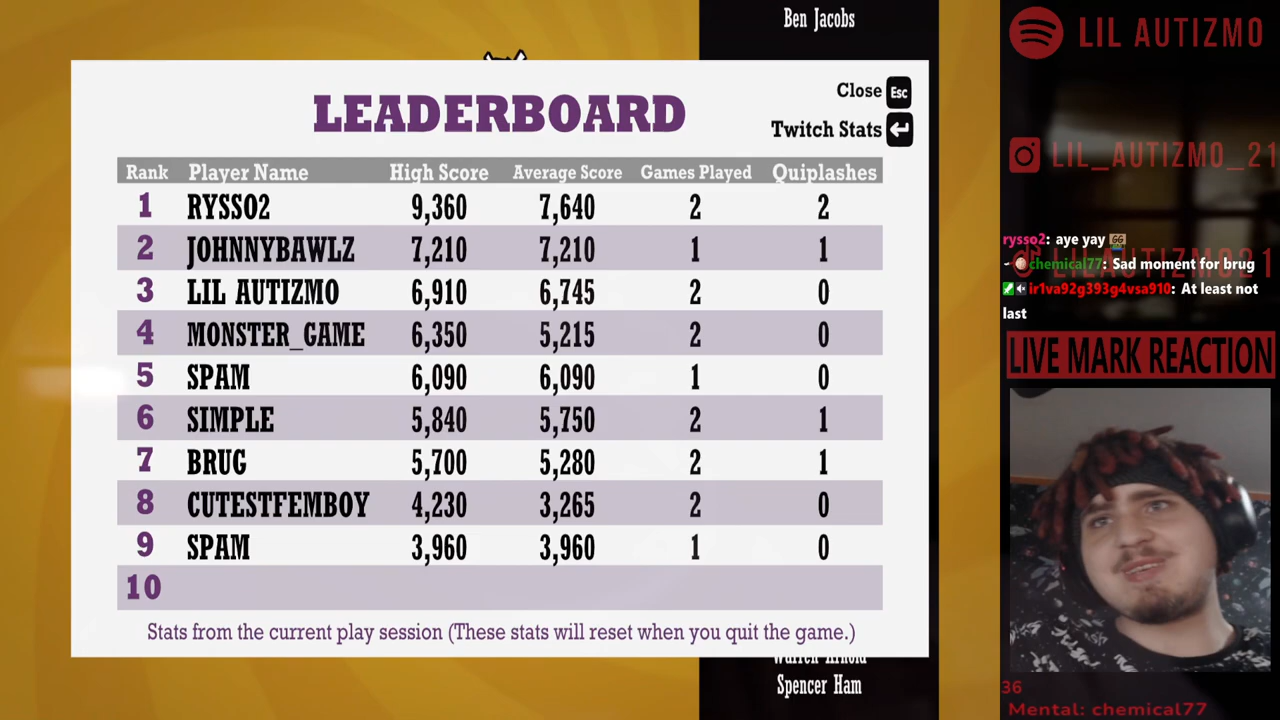 Ben Jacobs
LEADERBOARD
Close Esc
Twitch Stats
Rank Player Name High Score Average Score Games Played Quiplashes
1 RYSSO2 9,360 7,640 2 2
2 JOHNNYBAWLZ 7,210 7,210 1 1
3 LIL AUTIZMO 6,910 6,745 2 0
4 MONSTER_GAME 6,350 5,215 2 0
5 SPAM 6,090 6,090 1 0
6 SIMPLE 5,840 5,750 2 1
7 BRUG 5,700 5,280 2 1
8 CUTESTFEMBOY 4,230 3,265 2 0
9 SPAM 3,960 3,960 1 0
10
Stats from the current play session (These stats will reset when you quit the game.)
Warren Arnold
Spencer Ham
LIL AUTIZMO
LIL_AUTIZMO_21
rysso2: aye yay GG
chemical77: Sad moment for brug
ir1va92g393g4vsa910: At least not
last
LIVE MARK REACTION
36
Mental: chemical77